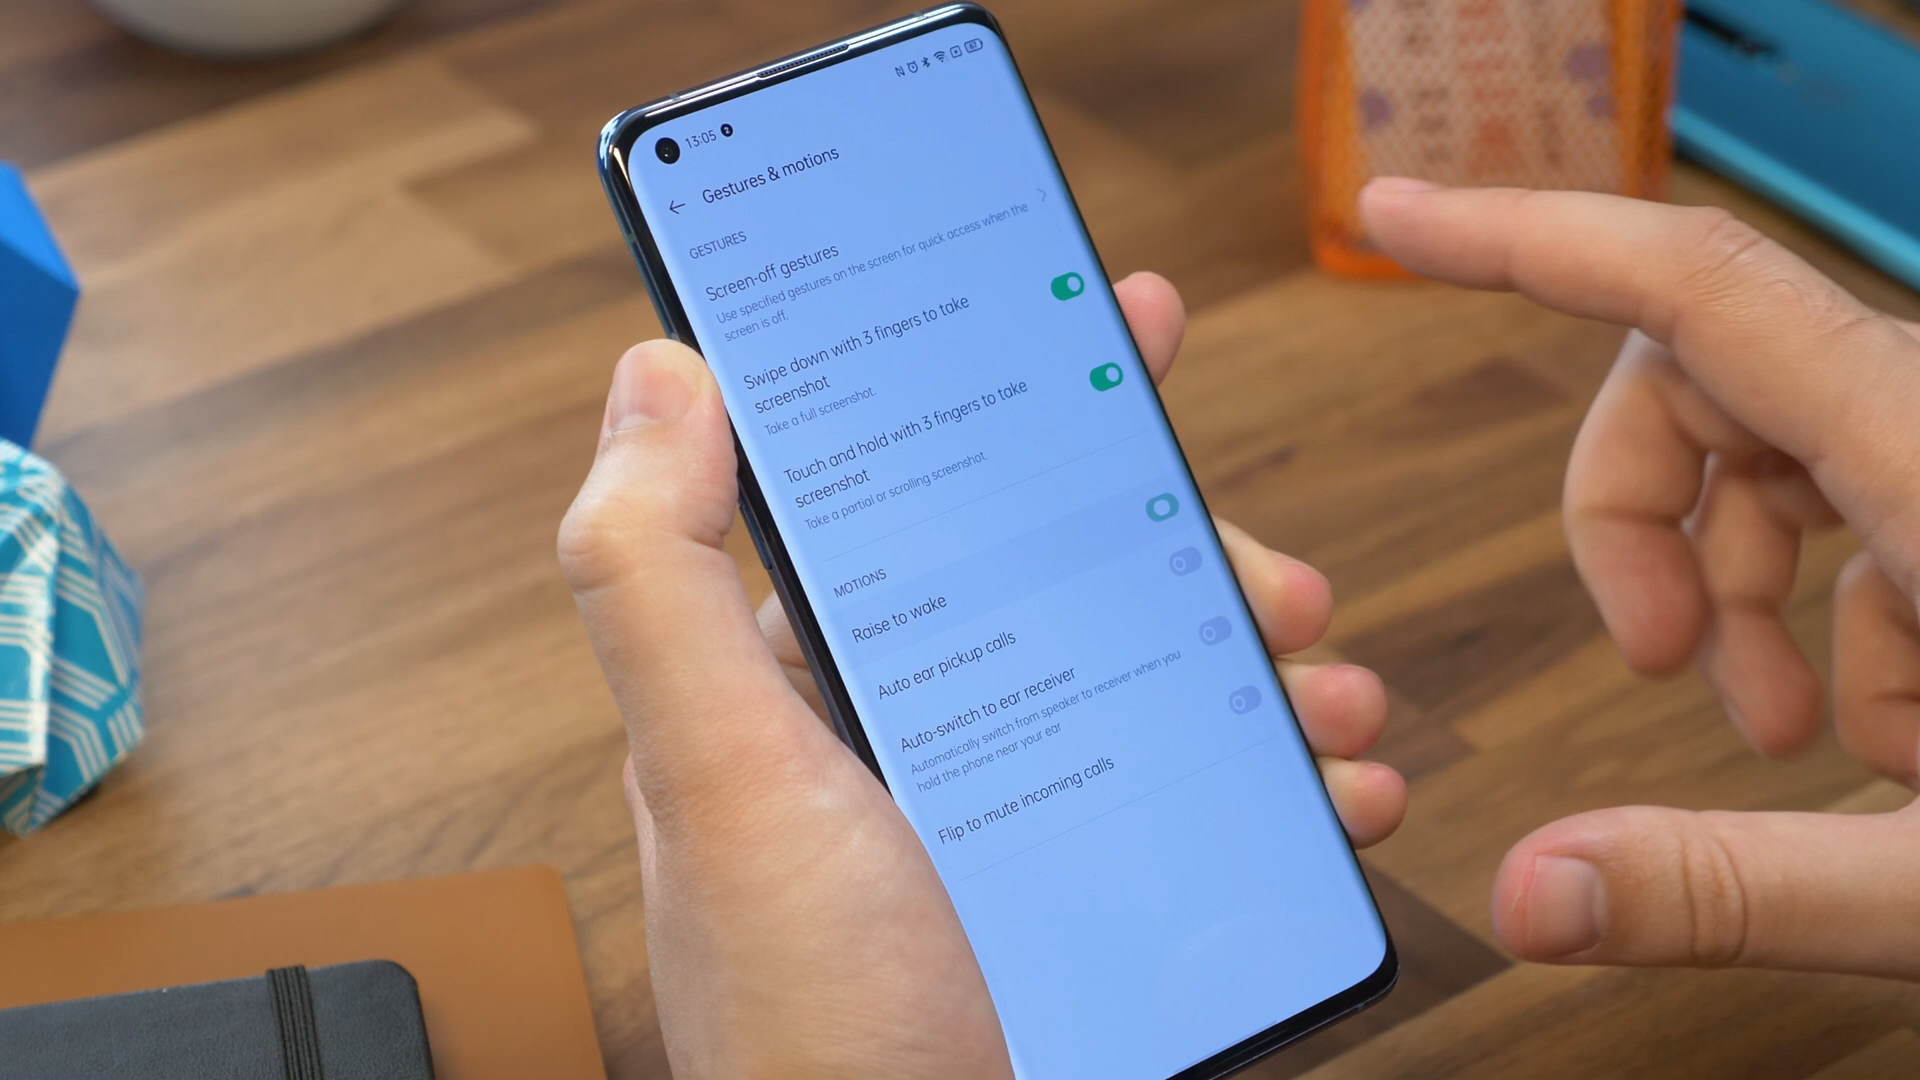 13:05
Gestures & motions
GESTURES
Screen-off gestures
Use specified gestures on the screen for quick access when the
screen is off.
Swipe down with 3 fingers to take
screenshot
Take a full screenshot.
Touch and hold with 3 fingers to take
screenshot
Take a partial or scrolling screenshot.
MOTIONS
Raise to wake
Auto ear pickup calls
Auto-switch to ear receiver
Automatically switch from speaker to receiver when you
hold the phone near your ear
Flip to mute incoming calls